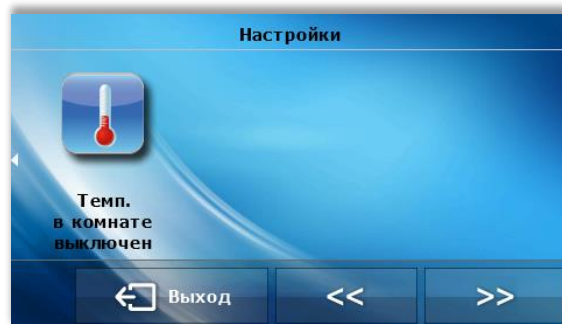 Настройки
Темп.
в комнате
выключен
Выход
<<
>>